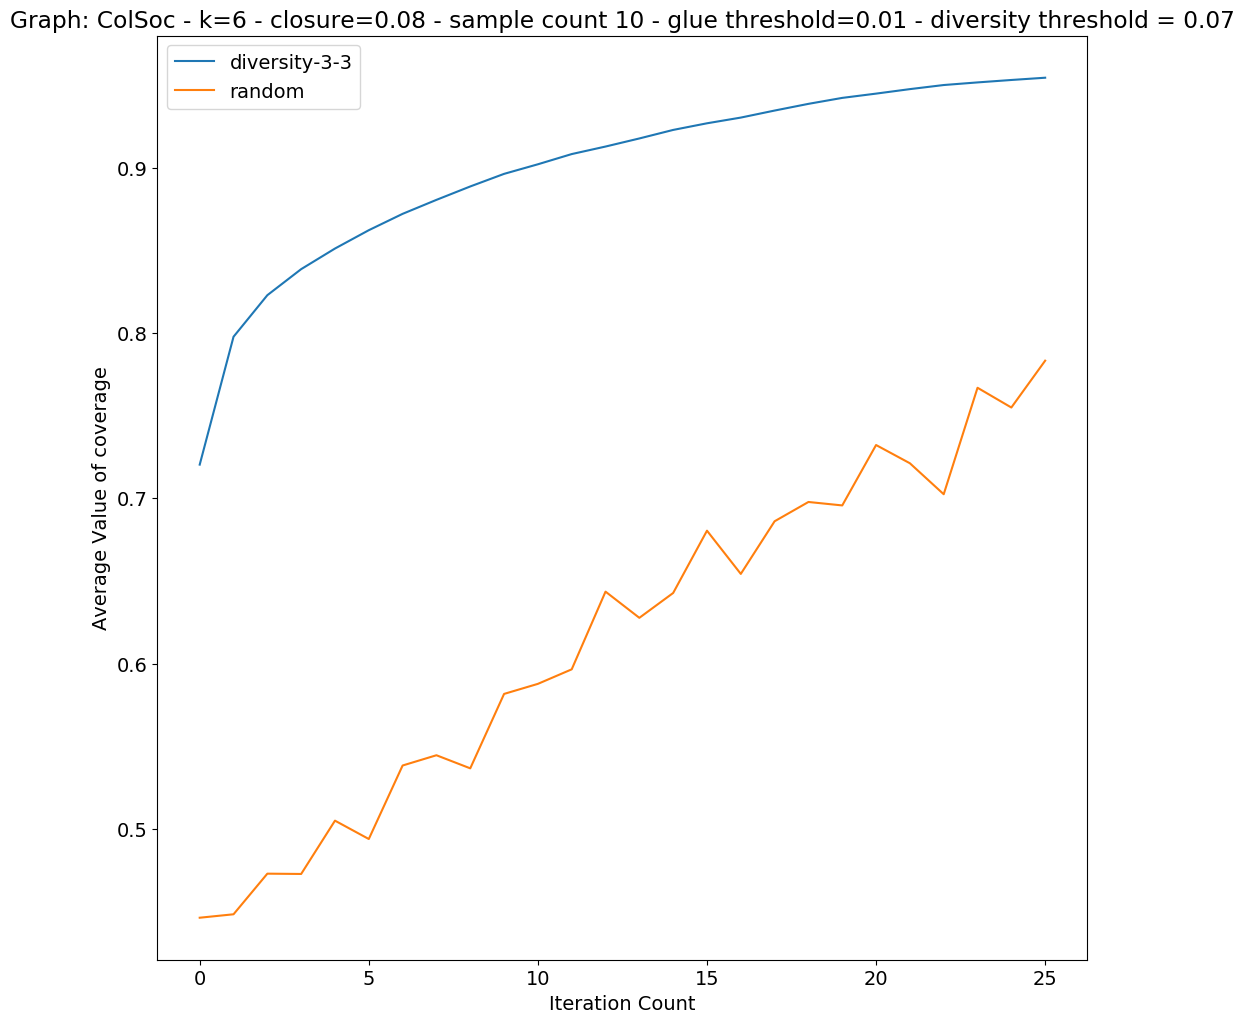 Graph: ColSoc - k=6 - closure=0.08 - sample count 10 - glue threshold=0.01 - diversity threshold = 0.07
diversity-3-3
random
0.9
0.8
0.7
0.6
0.5
Average Value of coverage
0 5 10 15 20 25
Iteration Count